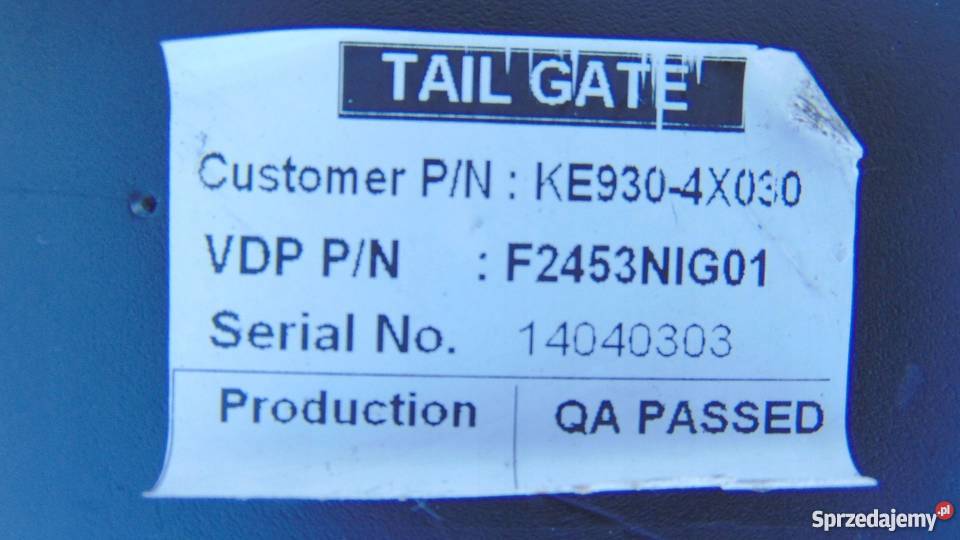 TAIL GATE
Customer P/N : KE930-4X030
VDP P/N : F2453NIG01
Serial No. 14040303
Production QA PASSED
Sprzedajemy.pl